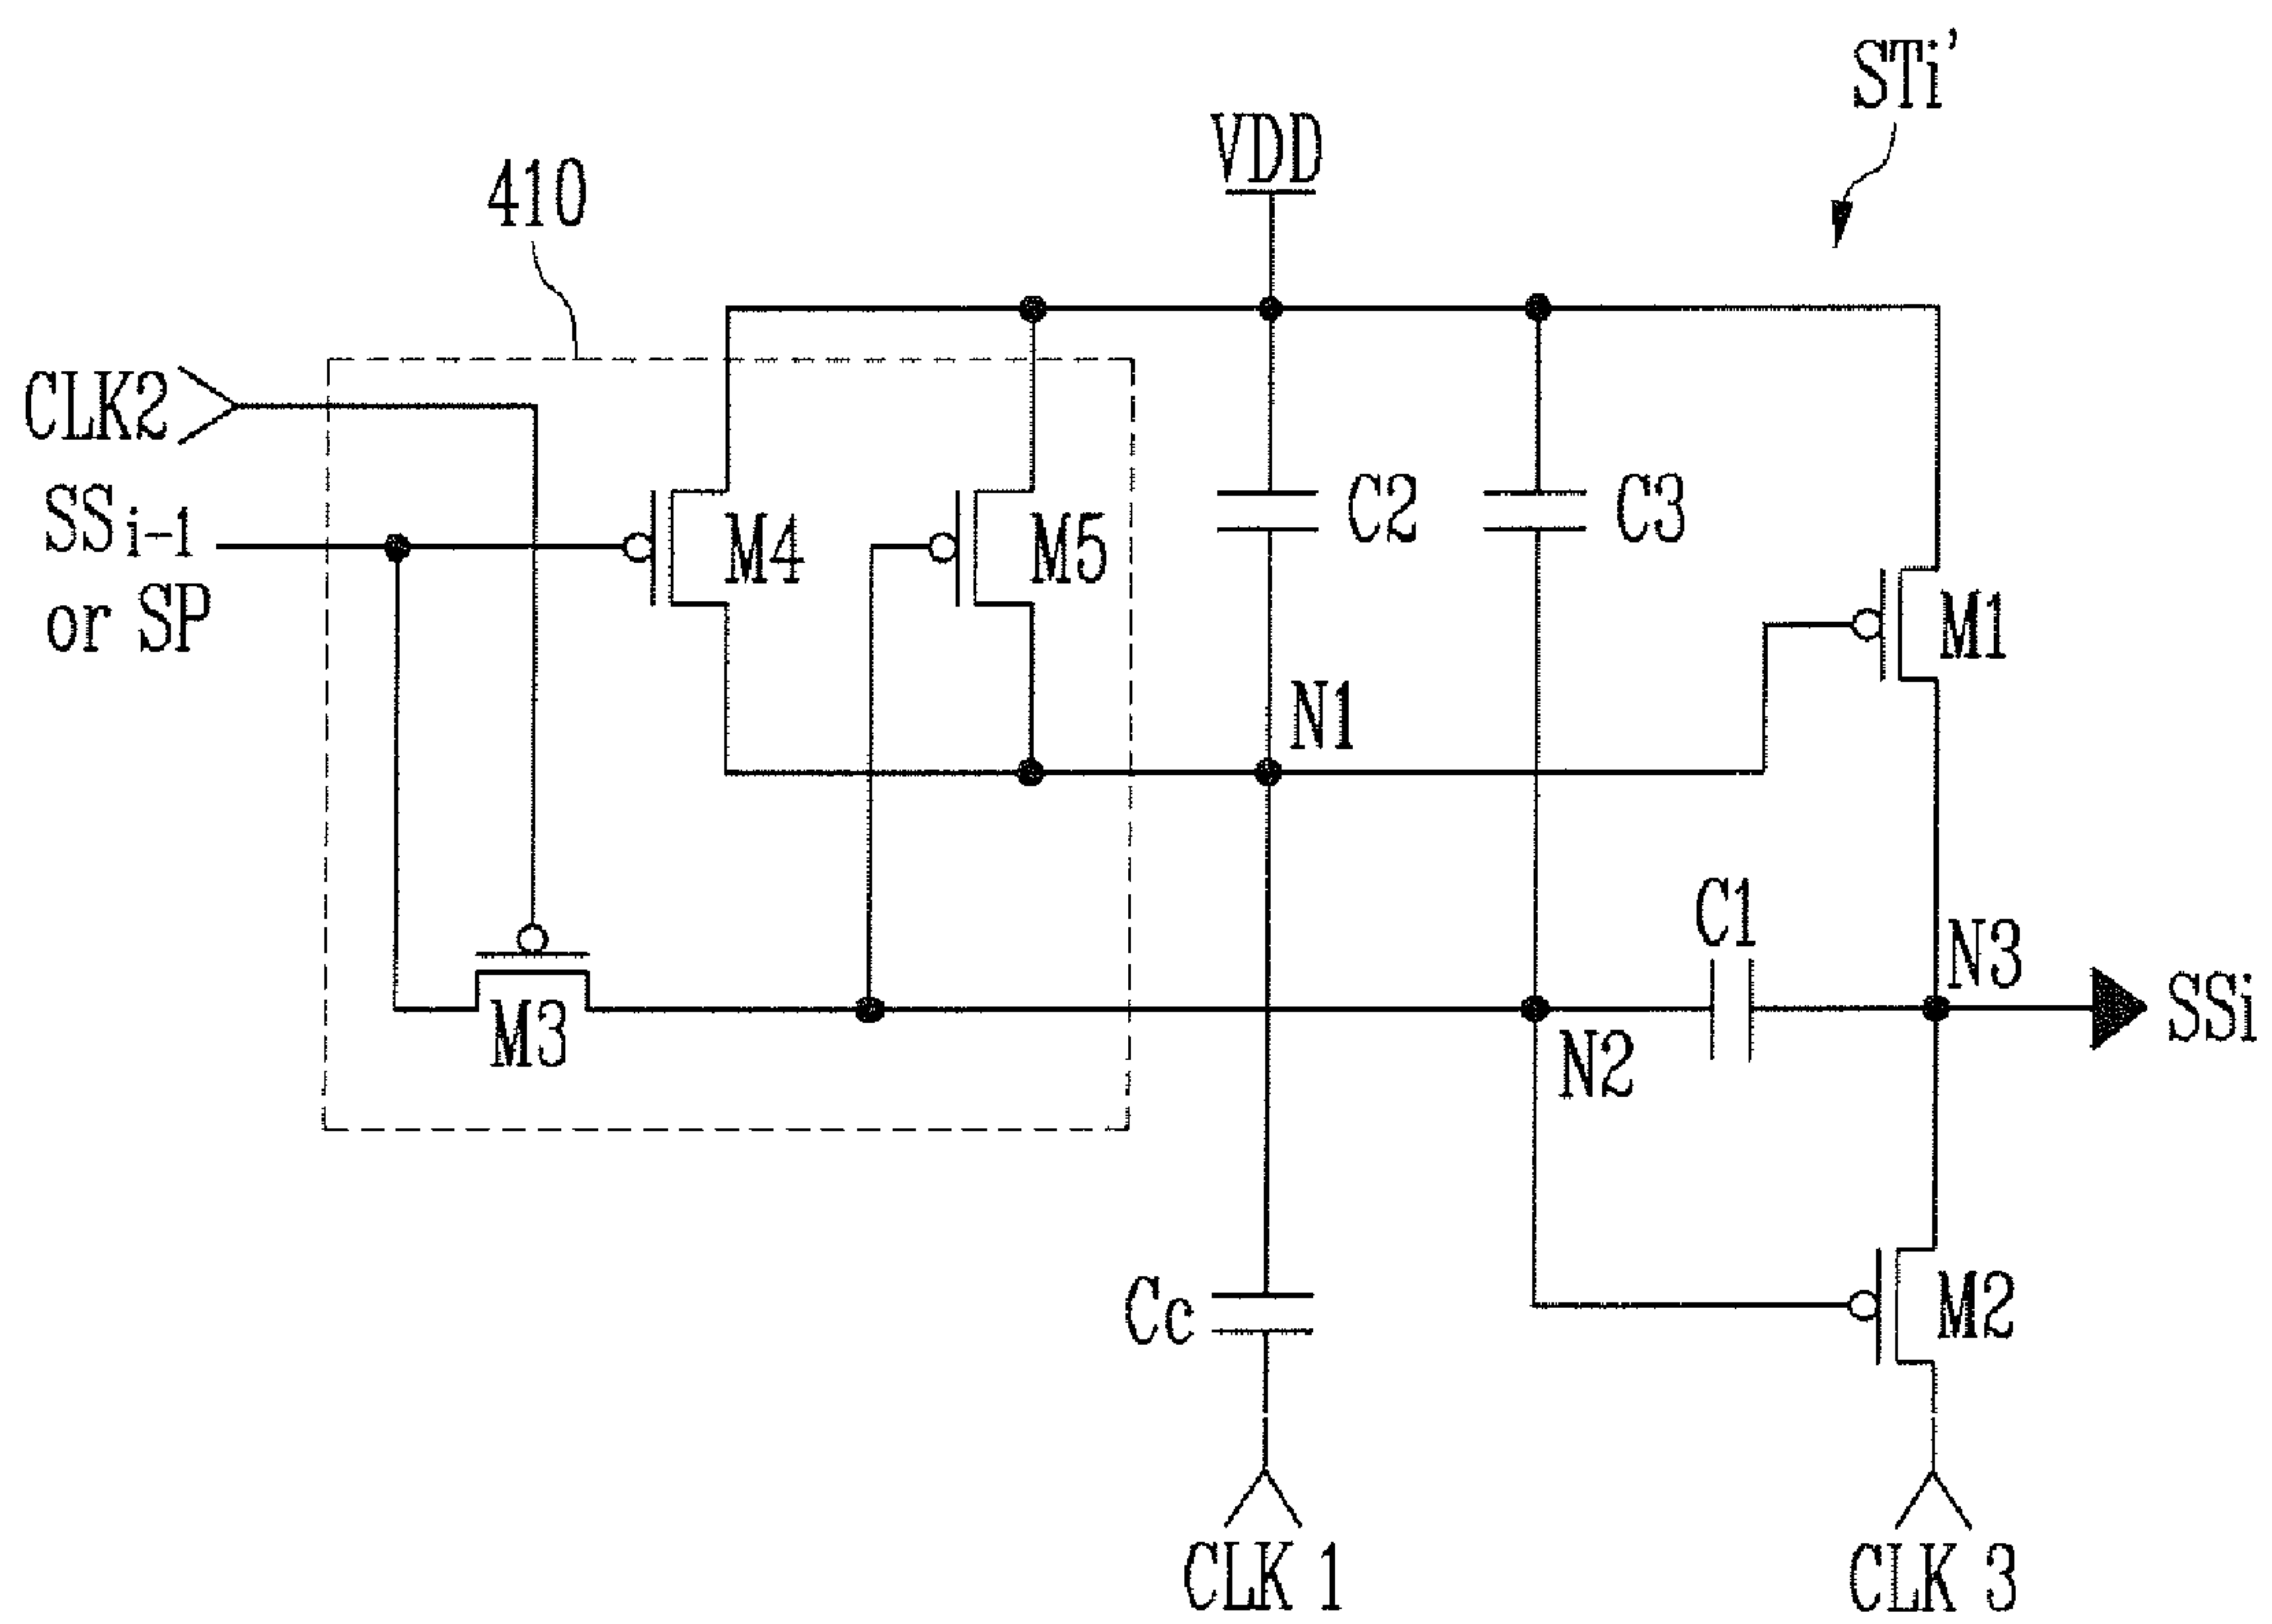 STi'
VDD
410
CLK2
SSi-1
or SP
M4
M5
C2
C3
M1
N1
C1
N3
SSi
M3
N2
Cc
M2
CLK 1
CLK 3